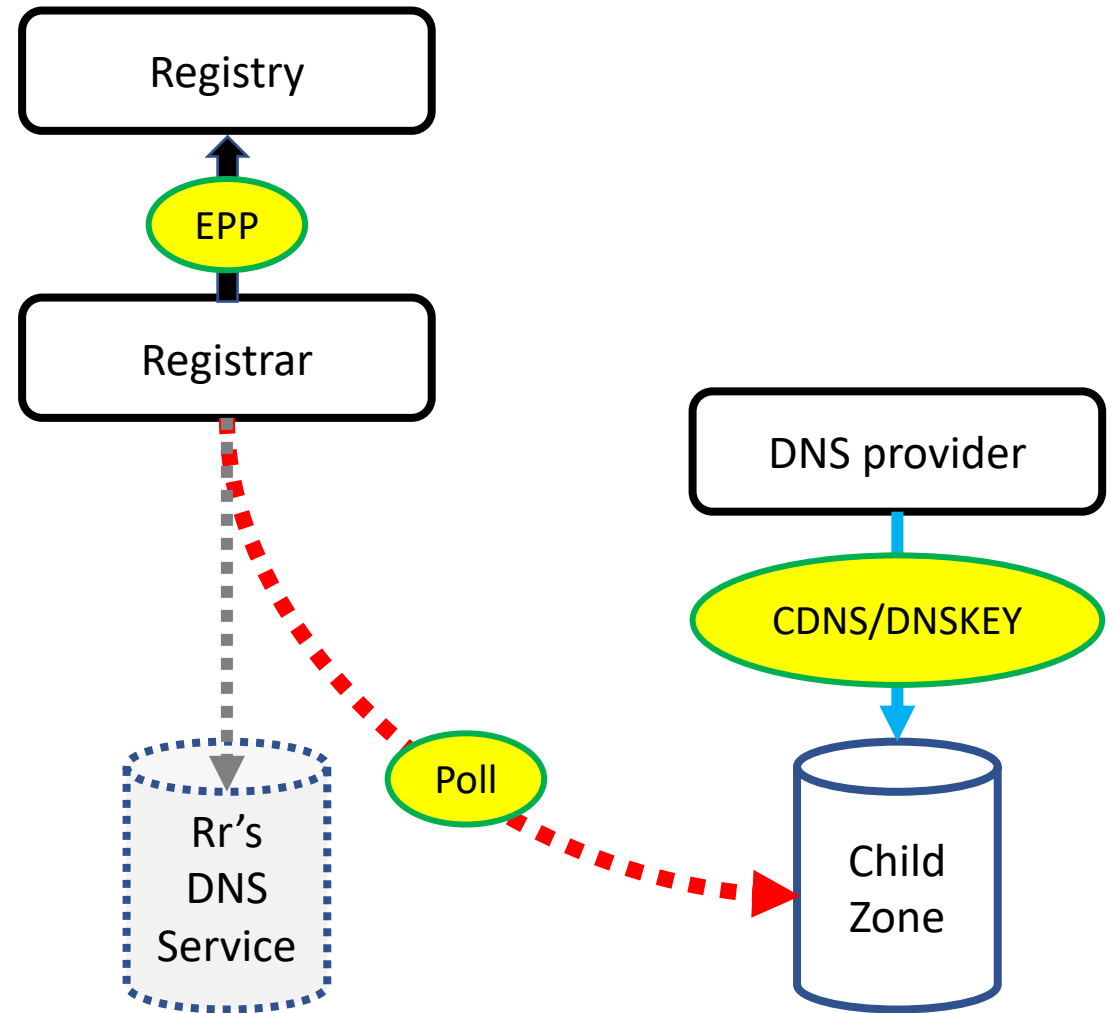 Registry
EPP
Registrar
DNS provider
CDNS/DNSKEY
Poll
Rr’s
DNS
Service
Child
Zone